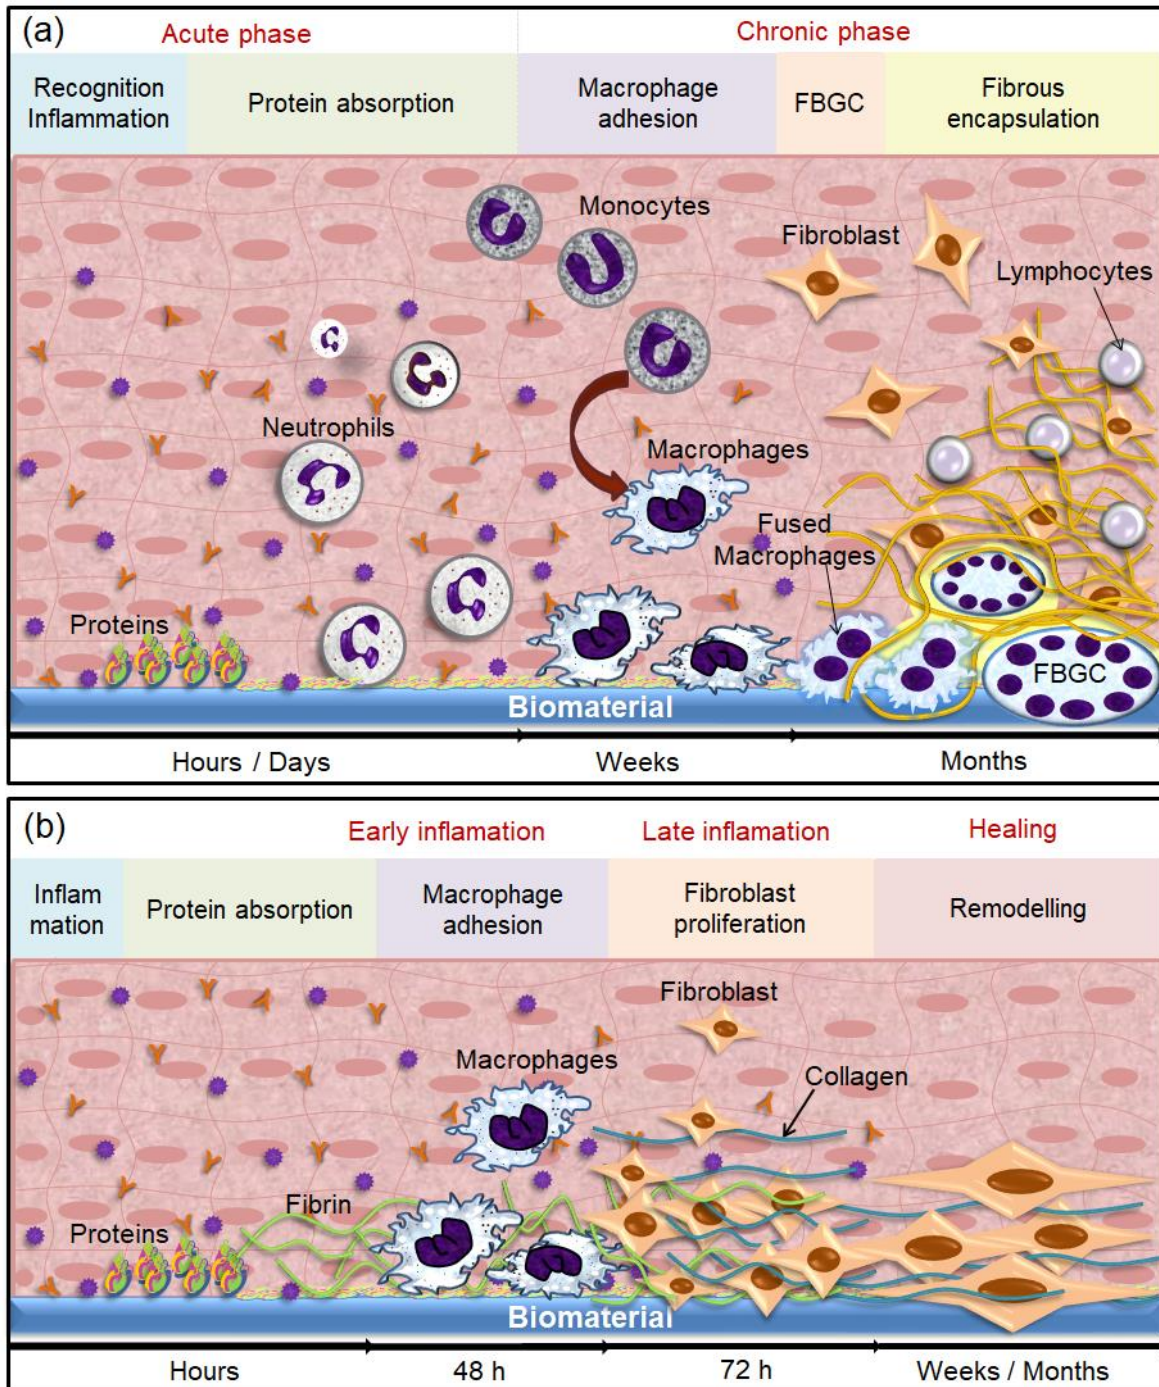 (a)
Acute phase
Chronic phase
Recognition
Inflammation
Protein absorption
Macrophage
adhesion
FBGC
Fibrous
encapsulation
Monocytes
Fibroblast
Lymphocytes
Neutrophils
Macrophages
Fused
Macrophages
Proteins
FBGC
Biomaterial
Hours / Days
Weeks
Months
(b)
Early inflamation
Late inflamation
Healing
Inflam
mation
Protein absorption
Macrophage
adhesion
Fibroblast
proliferation
Remodelling
Fibroblast
Macrophages
Collagen
Fibrin
Proteins
Biomaterial
Hours
48 h
72 h
Weeks / Months